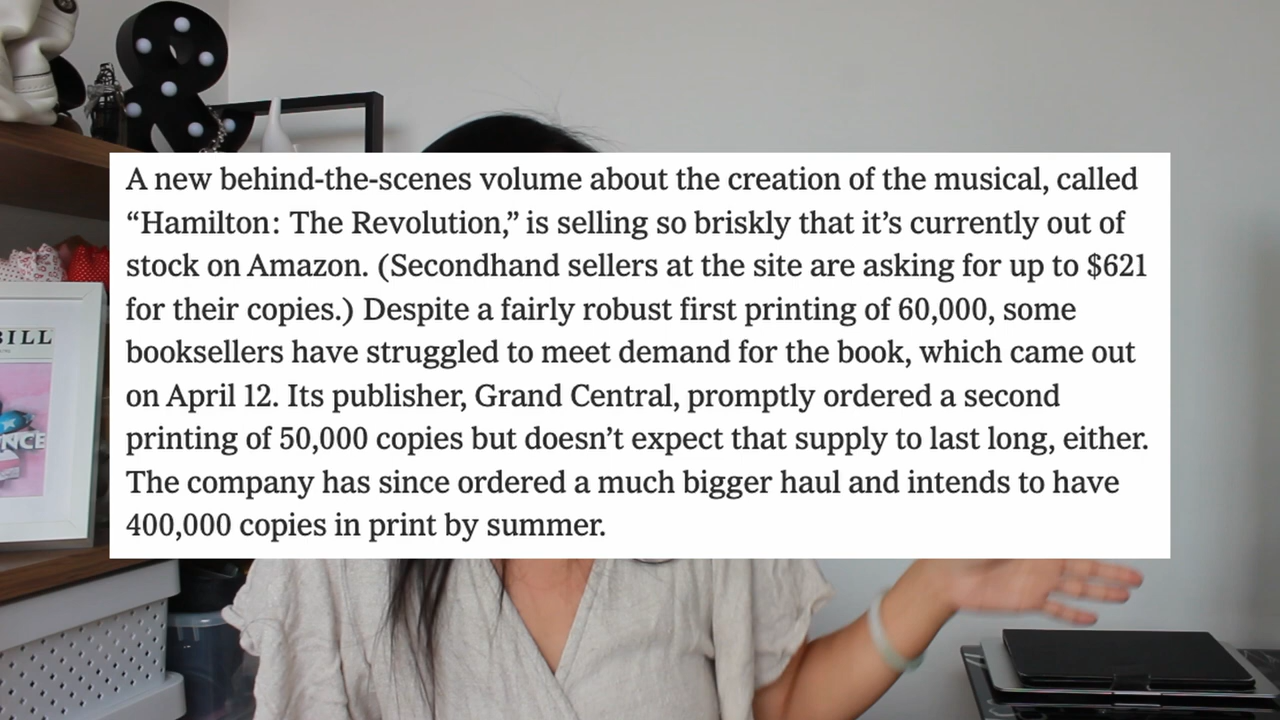 A new behind-the-scenes volume about the creation of the musical, called
“Hamilton: The Revolution,” is selling so briskly that it’s currently out of
stock on Amazon. (Secondhand sellers at the site are asking for up to $621
for their copies.) Despite a fairly robust first printing of 60,000, some
booksellers have struggled to meet demand for the book, which came out
on April 12. Its publisher, Grand Central, promptly ordered a second
printing of 50,000 copies but doesn’t expect that supply to last long, either.
The company has since ordered a much bigger haul and intends to have
400,000 copies in print by summer.
BILL
NCE